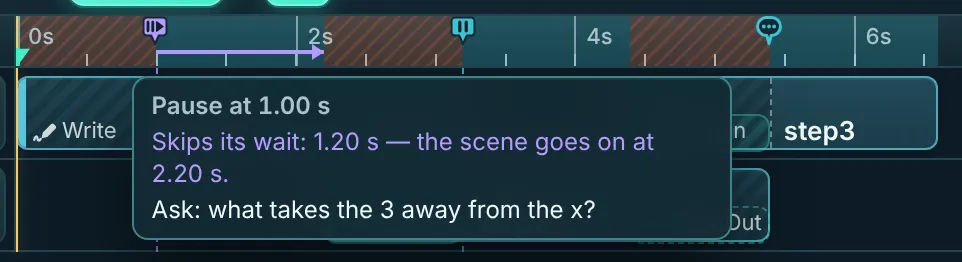 0s
2s
4s
6s
Pause at 1.00 s
Skips its wait: 1.20 s — the scene goes on at
2.20 s.
Ask: what takes the 3 away from the x?
Write
step3